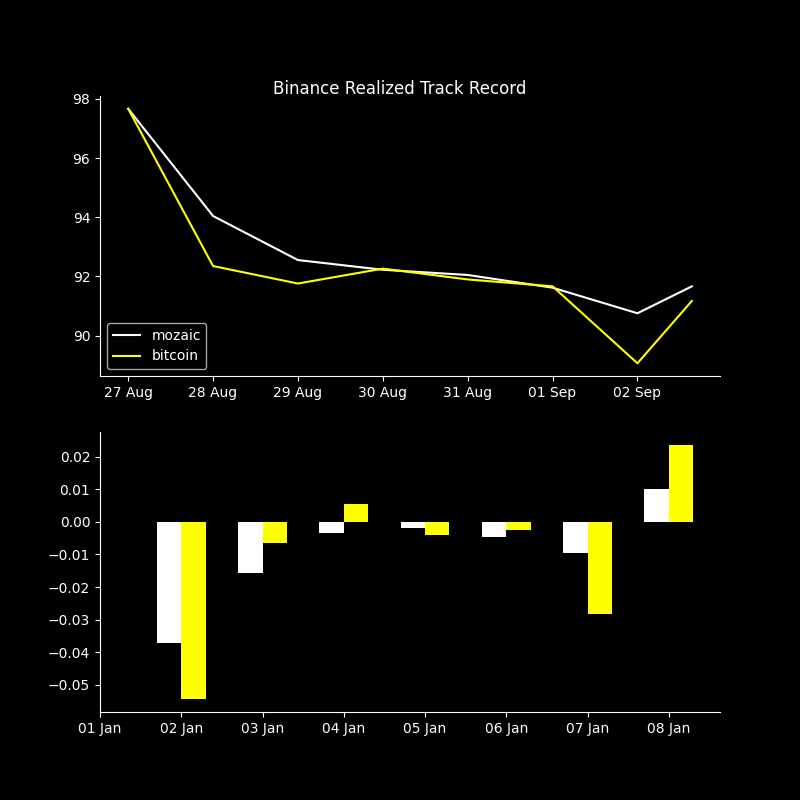 Binance Realized Track Record
98
96
94
92
90
mozaic
bitcoin
27 Aug 28 Aug 29 Aug 30 Aug 31 Aug 01 Sep 02 Sep
0.02
0.01
0.00
−0.01
−0.02
−0.03
−0.04
−0.05
01 Jan 02 Jan 03 Jan 04 Jan 05 Jan 06 Jan 07 Jan 08 Jan